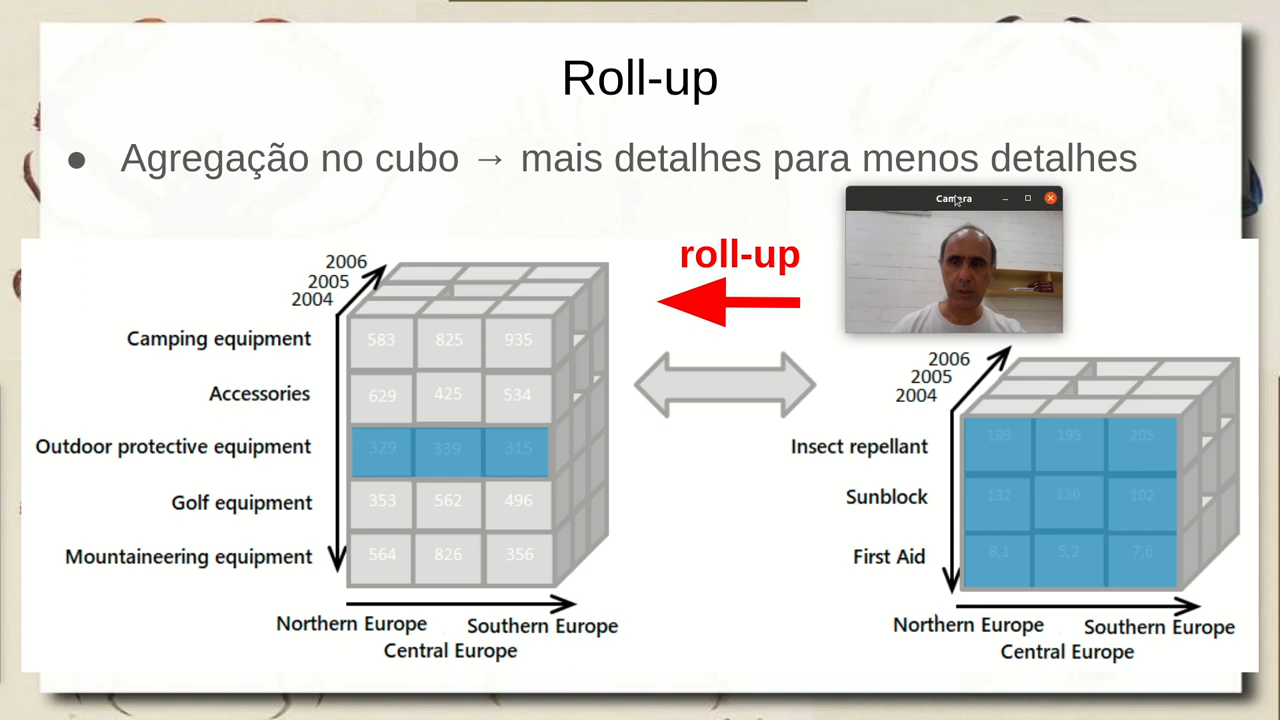 Roll-up
● Agregação no cubo → mais detalhes para menos detalhes
Camera
roll-up
2006
2005
2004
Camping equipment
583 825 935
Accessories
629 425 534
Outdoor protective equipment
329 339 315
Golf equipment
353 562 496
Mountaineering equipment
564 826 356
Northern Europe
Southern Europe
Central Europe
2006
2005
2004
Insect repellant
189 195 205
Sunblock
132 136 102
First Aid
8,1 5,2 7,6
Northern Europe
Southern Europe
Central Europe